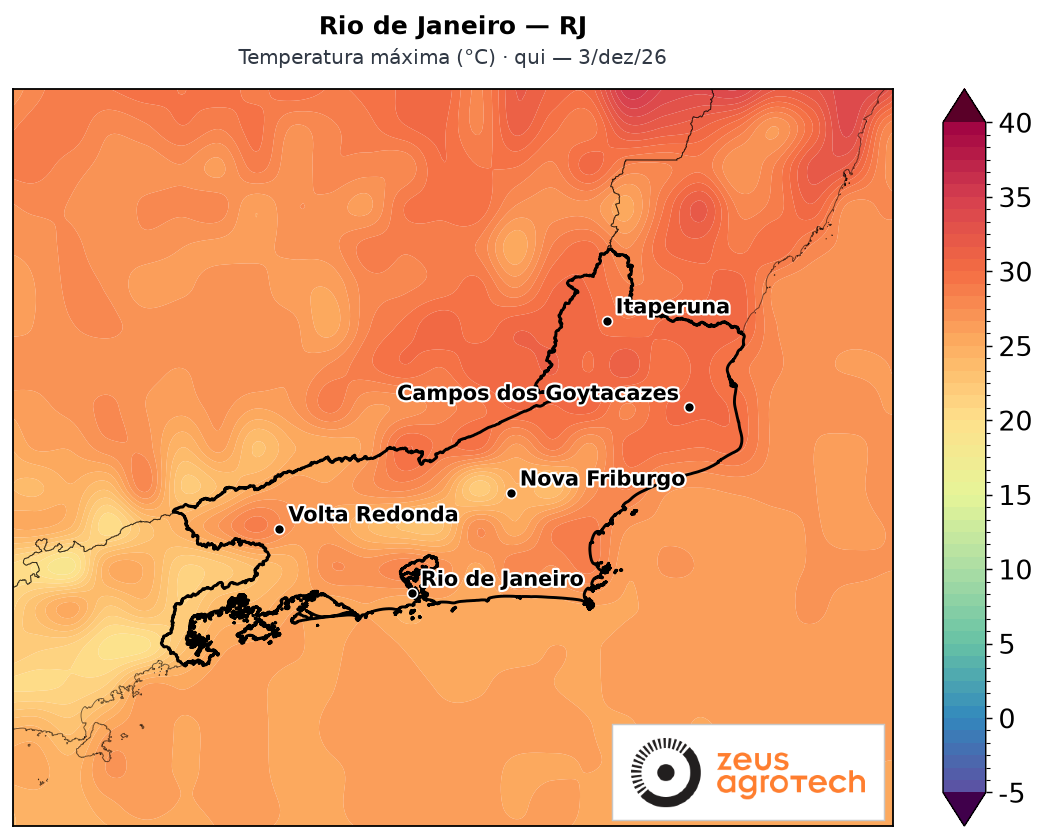 Rio de Janeiro — RJ
Temperatura máxima (°C) · qui — 3/dez/26
Itaperuna
Campos dos Goytacazes
Nova Friburgo
Volta Redonda
Rio de Janeiro
40
35
30
25
20
15
10
5
0
-5
zeus
agrotech